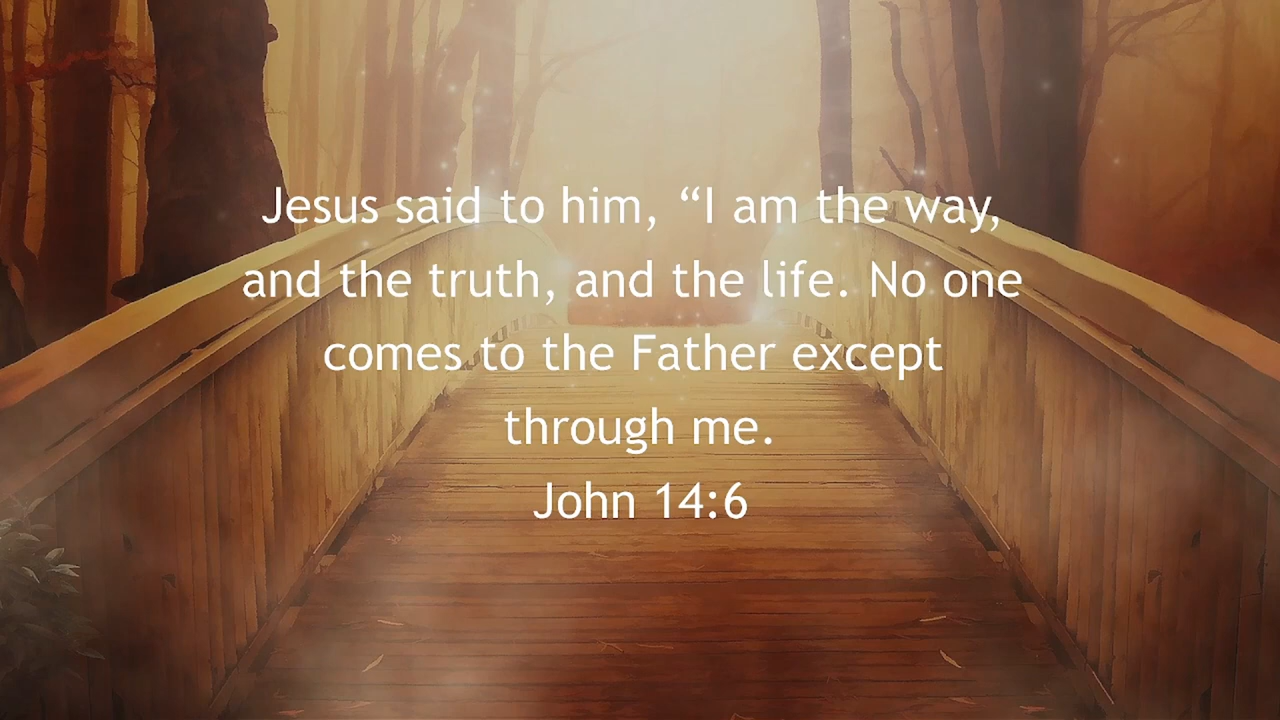 Jesus said to him, “I am the way,
and the truth, and the life. No one
comes to the Father except
through me.
John 14:6